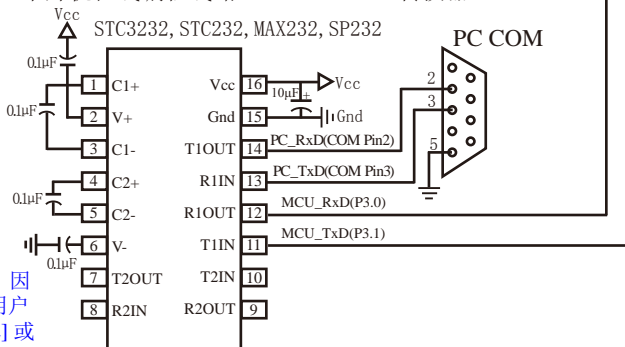 Vcc
STC3232, STC232, MAX232, SP232
PC COM
0.1μF
0.1μF
0.1μF
0.1μF
1 C1+
2 V+
3 C1-
4 C2+
5 C2-
6 V-
7 T2OUT
8 R2IN
Vcc 16
Gnd 15
T1OUT 14
R1IN 13
R1OUT 12
T1IN 11
T2IN 10
R2OUT 9
10μF +
Vcc
Gnd
PC_RxD(COM Pin2)
PC_TxD(COM Pin3)
MCU_RxD(P3.0)
MCU_TxD(P3.1)
2
3
5
因
用户
] 或